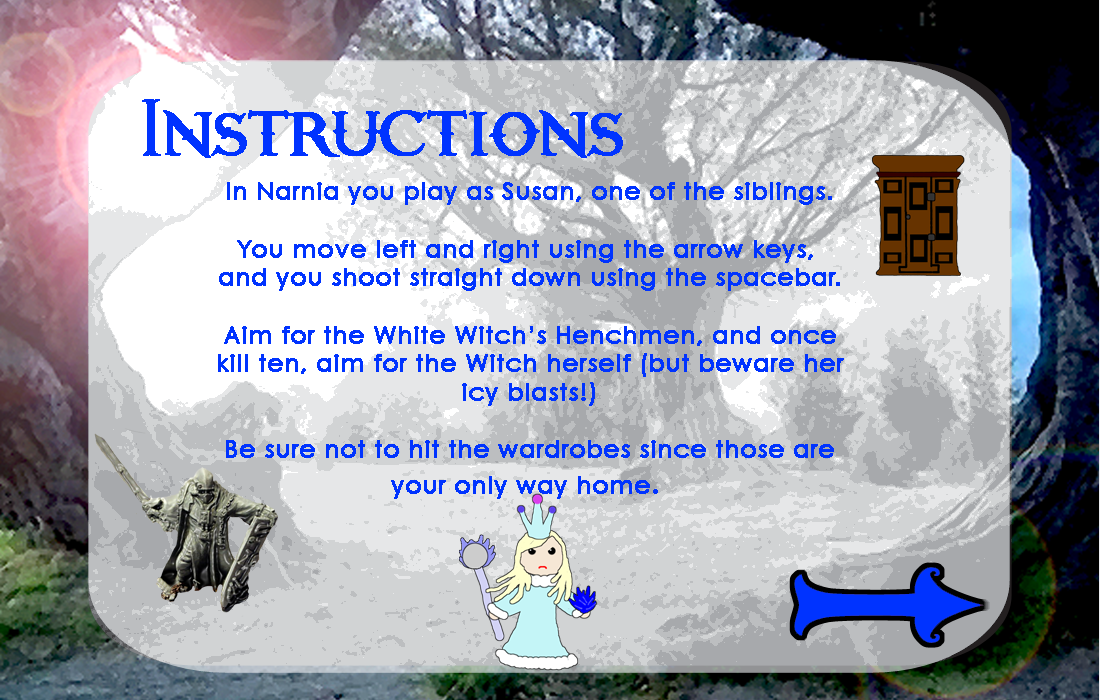 Instructions
In Narnia you play as Susan, one of the siblings.
You move left and right using the arrow keys,
and you shoot straight down using the spacebar.
Aim for the White Witch’s Henchmen, and once
kill ten, aim for the Witch herself (but beware her
icy blasts!)
Be sure not to hit the wardrobes since those are
your only way home.